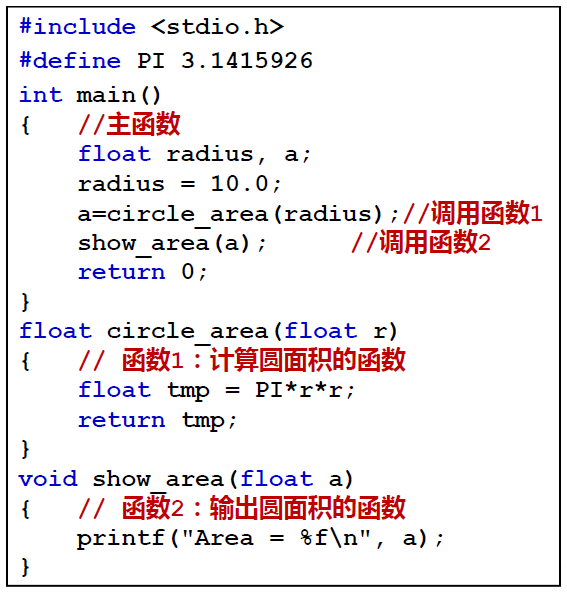 #include <stdio.h>
#define PI 3.1415926
int main()
{ //主函数
float radius, a;
radius = 10.0;
a=circle_area(radius);//调用函数1
show_area(a); //调用函数2
return 0;
}
float circle_area(float r)
{ // 函数1：计算圆面积的函数
float tmp = PI*r*r;
return tmp;
}
void show_area(float a)
{ // 函数2：输出圆面积的函数
printf("Area = %f\n", a);
}